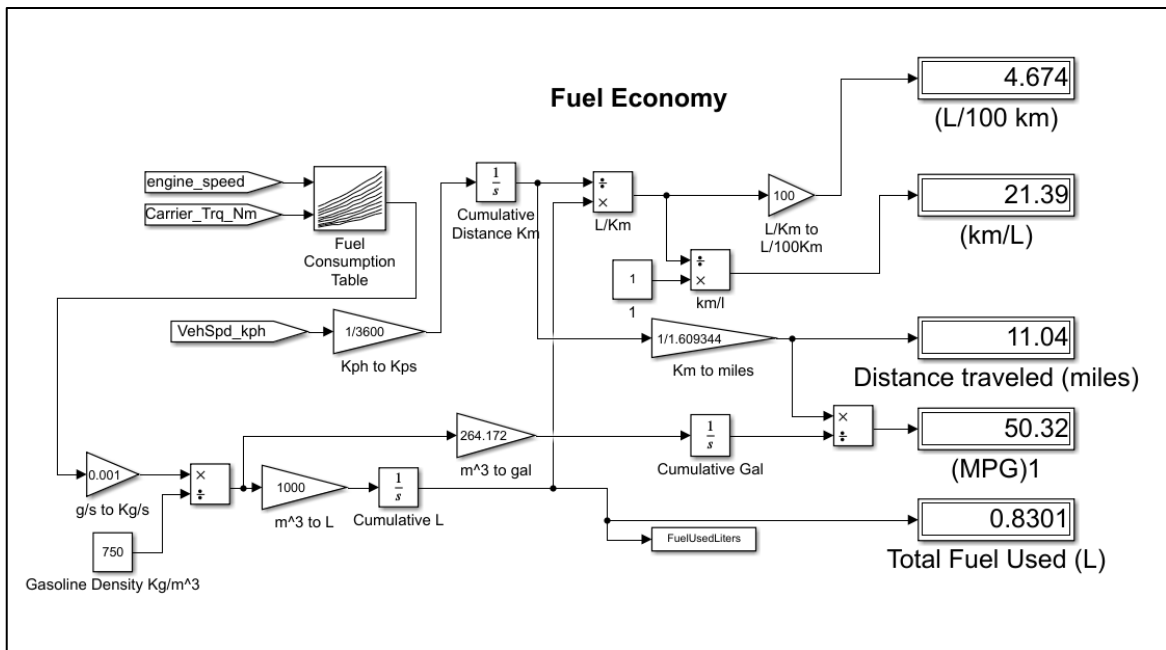 Fuel Economy
4.674
(L/100 km)
engine_speed
Carrier_Trq_Nm
Fuel
Consumption
Table
1
s
Cumulative
Distance Km
÷
×
L/Km
100
L/Km to
L/100Km
21.39
(km/L)
1
1
÷
×
km/l
VehSpd_kph
1/3600
Kph to Kps
1/1.609344
Km to miles
11.04
Distance traveled (miles)
264.172
m^3 to gal
1
s
Cumulative Gal
×
÷
50.32
(MPG)1
0.001
g/s to Kg/s
×
÷
1000
m^3 to L
1
s
Cumulative L
FuelUsedLiters
0.8301
Total Fuel Used (L)
750
Gasoline Density Kg/m^3